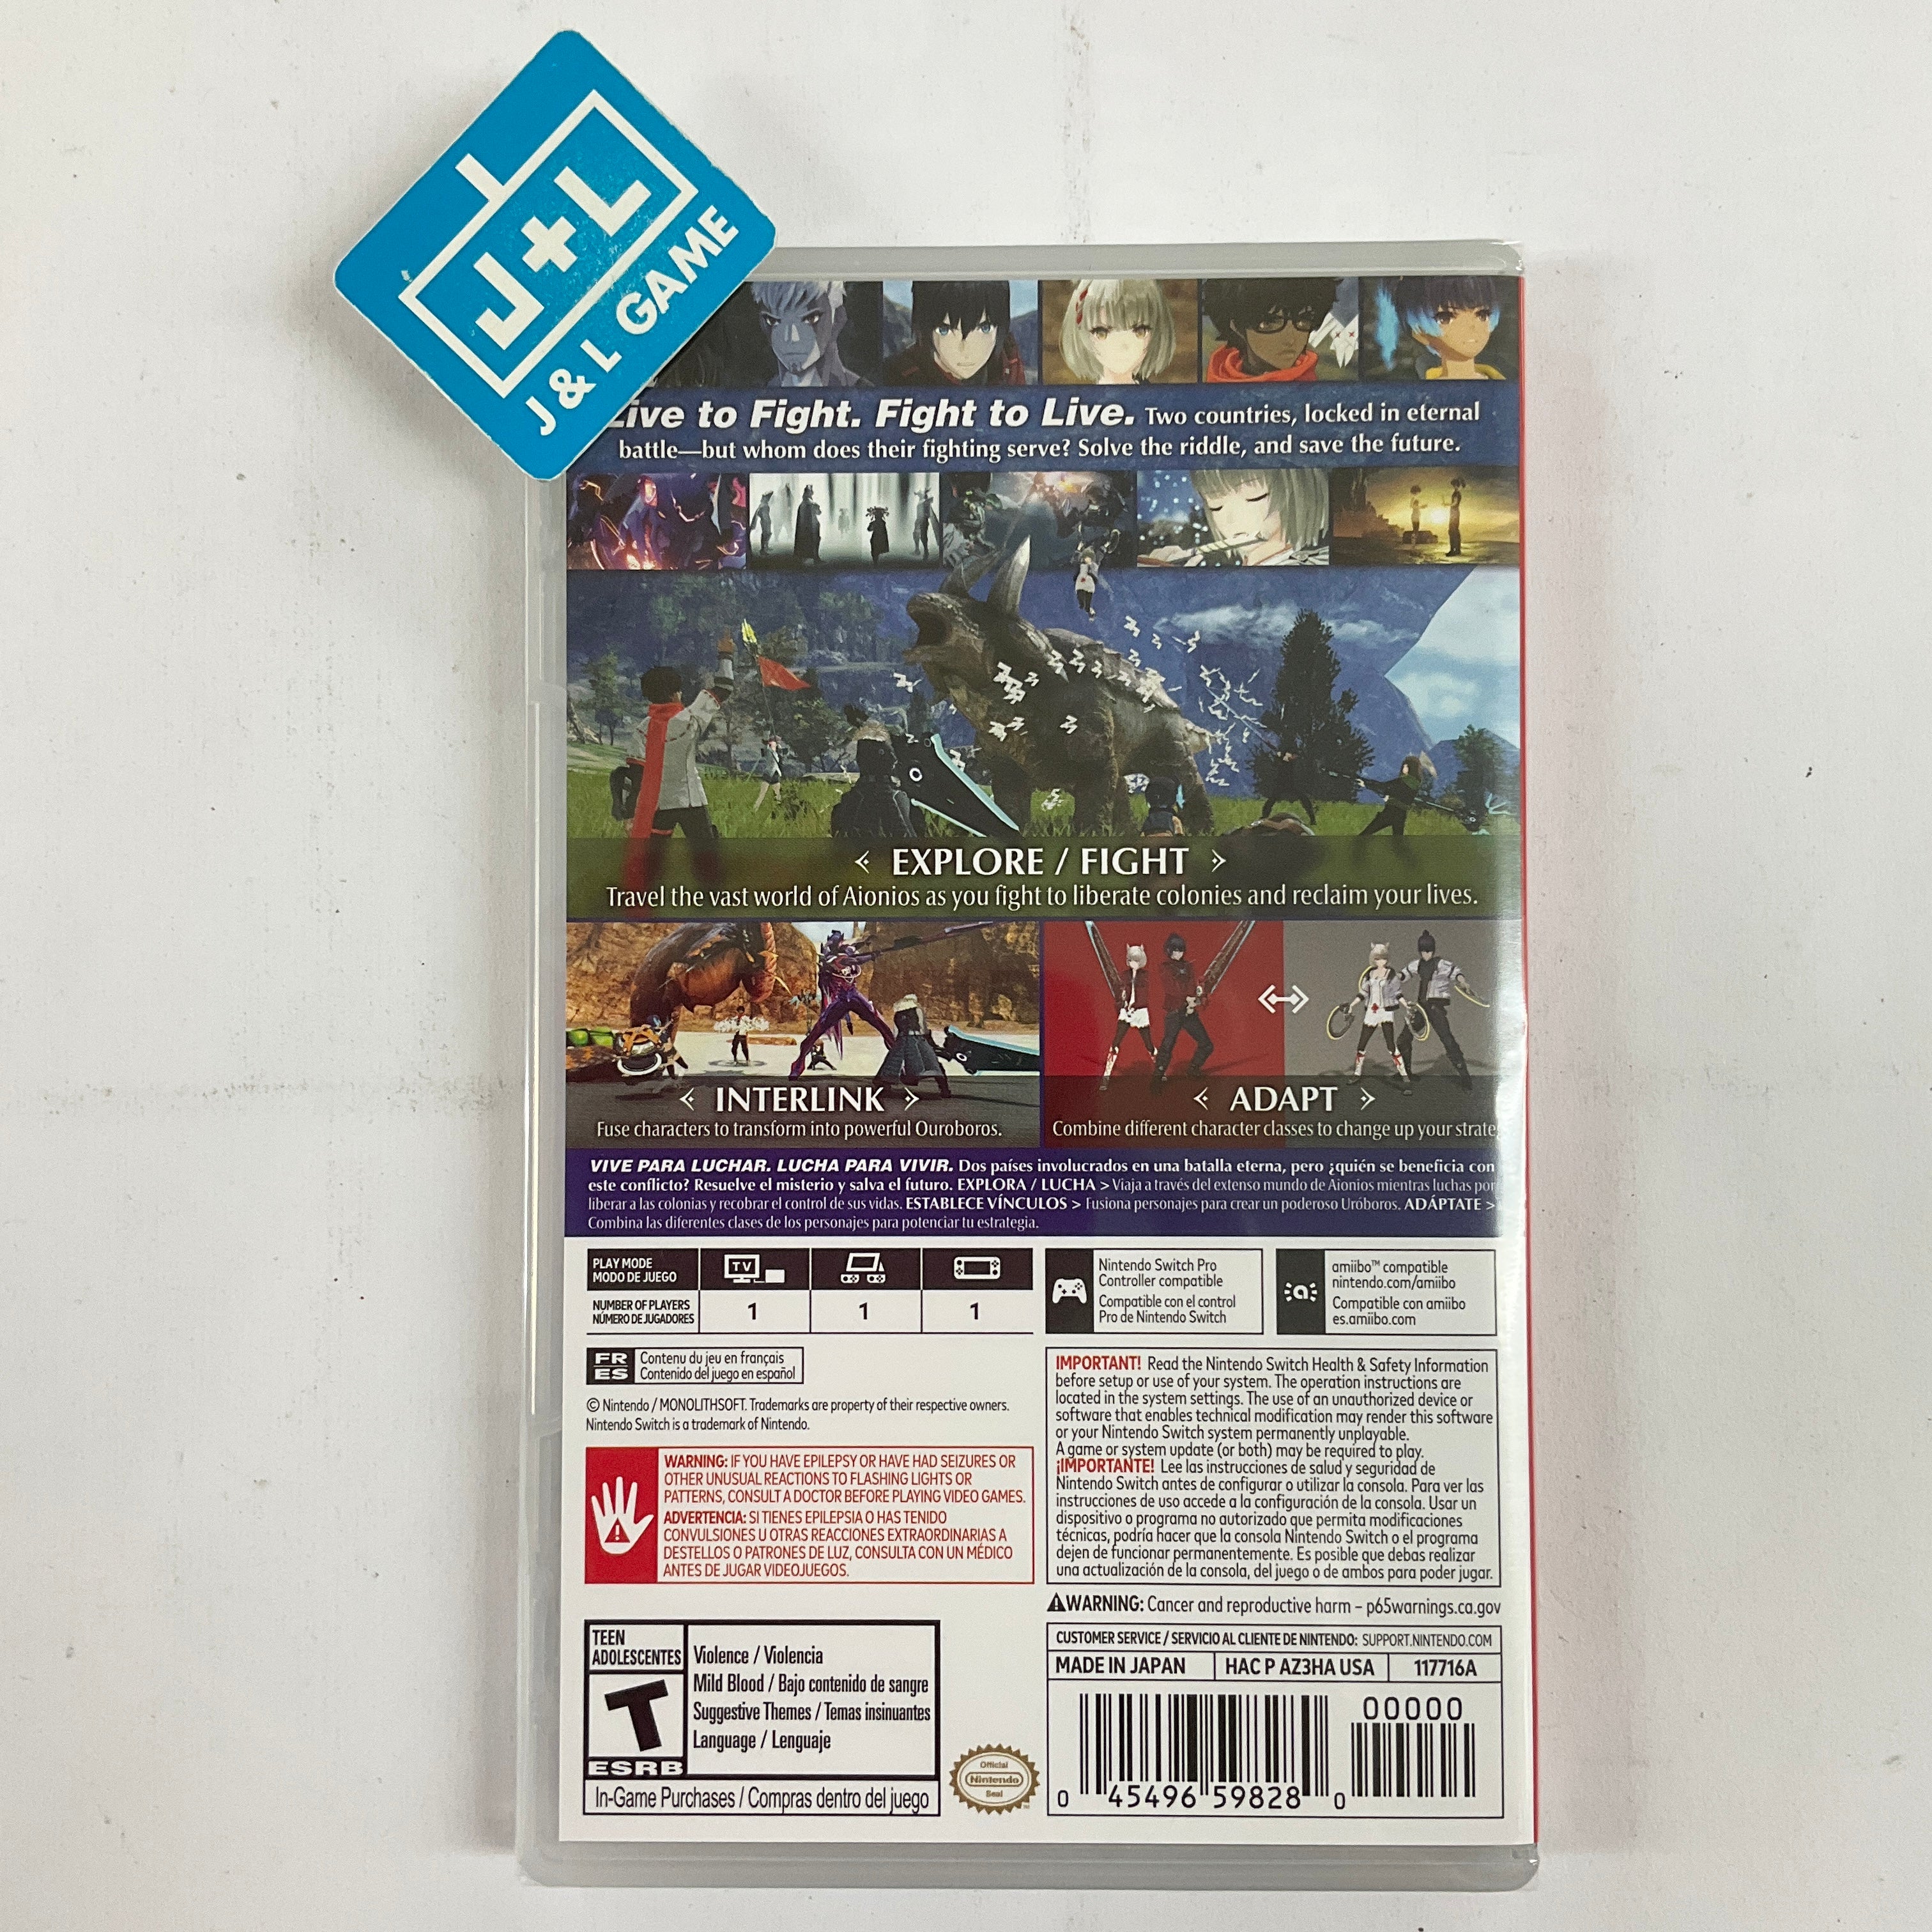 J+L
J & L GAME
Live to Fight. Fight to Live. Two countries, locked in eternal
battle—but whom does their fighting serve? Solve the riddle, and save the future.
< EXPLORE / FIGHT >
Travel the vast world of Aionios as you fight to liberate colonies and reclaim your lives.
< INTERLINK >
Fuse characters to transform into powerful Ouroboros.
< ADAPT >
Combine different character classes to change up your strate
VIVE PARA LUCHAR. LUCHA PARA VIVIR. Dos países involucrados en una batalla eterna, pero ¿quién se beneficia con
este conflicto? Resuelve el misterio y salva el futuro. EXPLORA / LUCHA > Viaja a través del extenso mundo de Aionios mientras luchas por
liberar a las colonias y recobrar el control de sus vidas. ESTABLECE VÍNCULOS > Fusiona personajes para crear un poderoso Uróboros. ADÁPTATE >
Combina las diferentes clases de los personajes para potenciar tu estrategia.
PLAY MODE
MODO DE JUEGO
TV
NUMBER OF PLAYERS
NÚMERO DE JUGADORES
1 1 1
Nintendo Switch Pro
Controller compatible
Compatible con el control
Pro de Nintendo Switch
amiibo™ compatible
nintendo.com/amiibo
Compatible con amiibo
es.amiibo.com
FR Contenu du jeu en français
ES Contenido del juego en español
© Nintendo / MONOLITHSOFT. Trademarks are property of their respective owners.
Nintendo Switch is a trademark of Nintendo.
WARNING: IF YOU HAVE EPILEPSY OR HAVE HAD SEIZURES OR
OTHER UNUSUAL REACTIONS TO FLASHING LIGHTS OR
PATTERNS, CONSULT A DOCTOR BEFORE PLAYING VIDEO GAMES.
ADVERTENCIA: SI TIENES EPILEPSIA O HAS TENIDO
CONVULSIONES U OTRAS REACCIONES EXTRAORDINARIAS A
DESTELLOS O PATRONES DE LUZ, CONSULTA CON UN MÉDICO
ANTES DE JUGAR VIDEOJUEGOS.
IMPORTANT! Read the Nintendo Switch Health & Safety Information
before setup or use of your system. The operation instructions are
located in the system settings. The use of an unauthorized device or
software that enables technical modification may render this software
or your Nintendo Switch system permanently unplayable.
A game or system update (or both) may be required to play.
¡IMPORTANTE! Lee las instrucciones de salud y seguridad de
Nintendo Switch antes de configurar o utilizar la consola. Para ver las
instrucciones de uso accede a la configuración de la consola. Usar un
dispositivo o programa no autorizado que permita modificaciones
técnicas, podría hacer que la consola Nintendo Switch o el programa
dejen de funcionar permanentemente. Es posible que debas realizar
una actualización de la consola, del juego o de ambos para poder jugar.
WARNING: Cancer and reproductive harm – p65warnings.ca.gov
TEEN
ADOLESCENTES
T
ESRB
Violence / Violencia
Mild Blood / Bajo contenido de sangre
Suggestive Themes / Temas insinuantes
Language / Lenguaje
In-Game Purchases / Compras dentro del juego
Official
Nintendo
Seal
CUSTOMER SERVICE / SERVICIO AL CLIENTE DE NINTENDO: SUPPORT.NINTENDO.COM
MADE IN JAPAN HAC P AZ3HA USA 117716A
00000
0 45496 59828 0